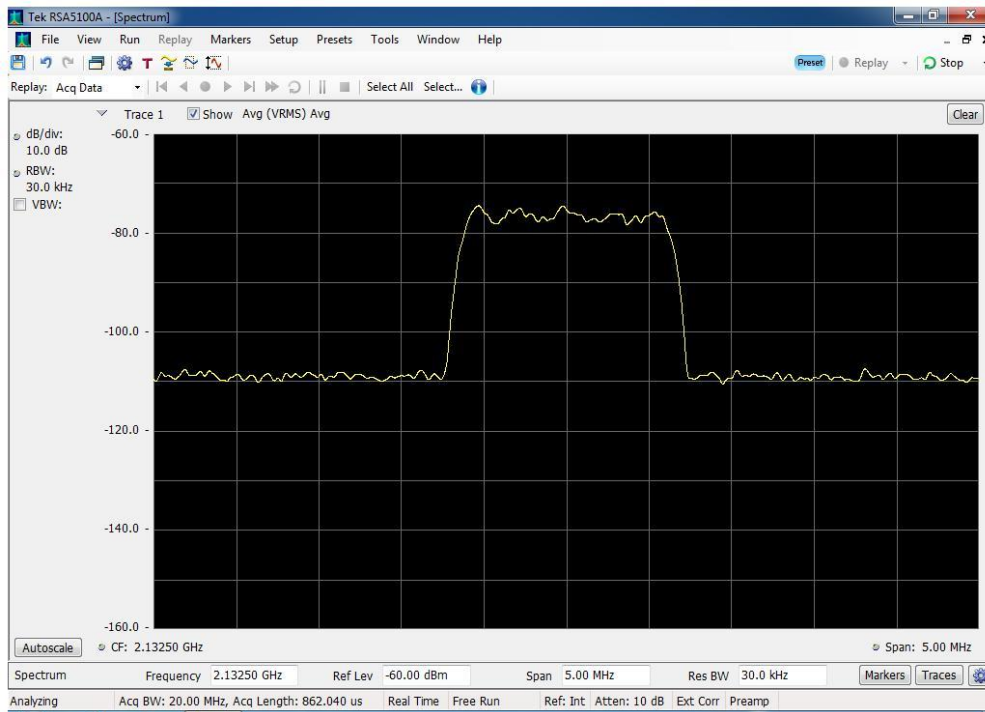 Tek RSA5100A - [Spectrum]
File View Run Replay Markers Setup Presets Tools Window Help
Preset Replay Stop
Replay: Acq Data Select All Select...
Trace 1 Show Avg (VRMS) Avg Clear
dB/div:
10.0 dB
RBW:
30.0 kHz
VBW:
-60.0 -
-80.0 -
-100.0 -
-120.0 -
-140.0 -
-160.0 -
Autoscale CF: 2.13250 GHz Span: 5.00 MHz
Spectrum Frequency 2.13250 GHz Ref Lev -60.00 dBm Span 5.00 MHz Res BW 30.0 kHz Markers Traces
Analyzing Acq BW: 20.00 MHz, Acq Length: 862.040 us Real Time Free Run Ref: Int Atten: 10 dB Ext Corr Preamp